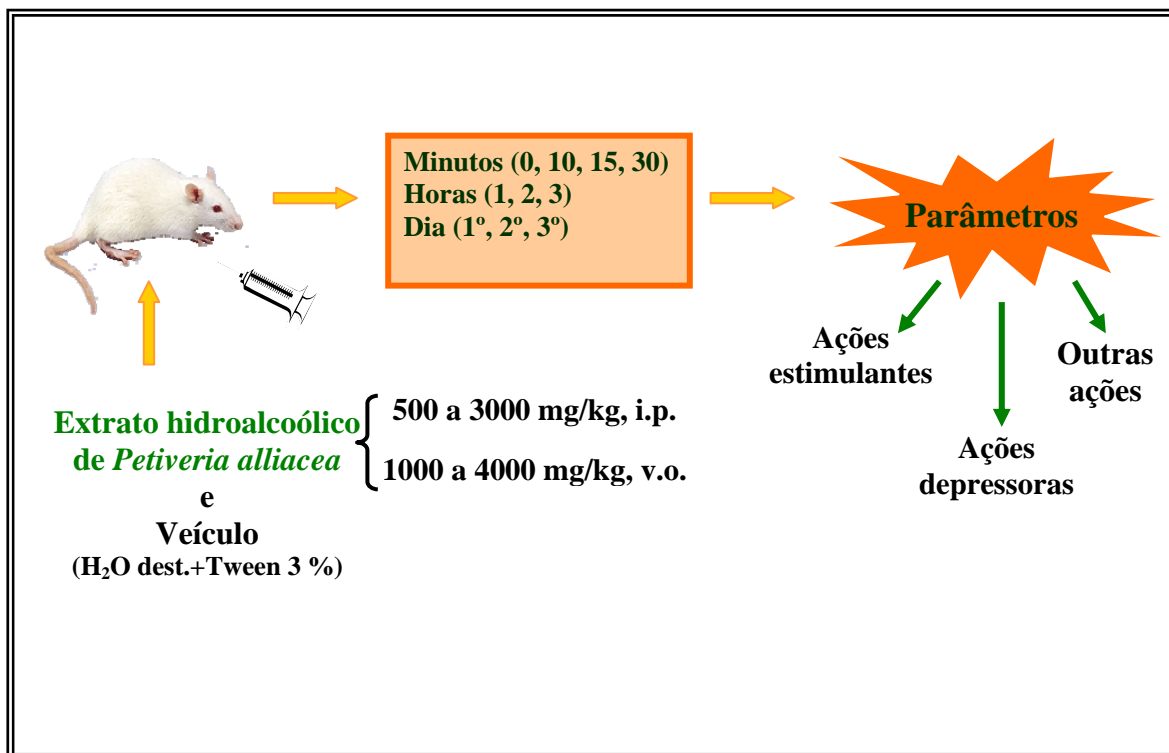 Minutos (0, 10, 15, 30)
Horas (1, 2, 3)
Dia (1º, 2º, 3º)
Parâmetros
Ações
estimulantes
Outras
ações
Ações
depressoras
Extrato hidroalcoólico
de Petiveria alliacea
e
Veículo
(H₂O dest.+Tween 3 %)
500 a 3000 mg/kg, i.p.
1000 a 4000 mg/kg, v.o.